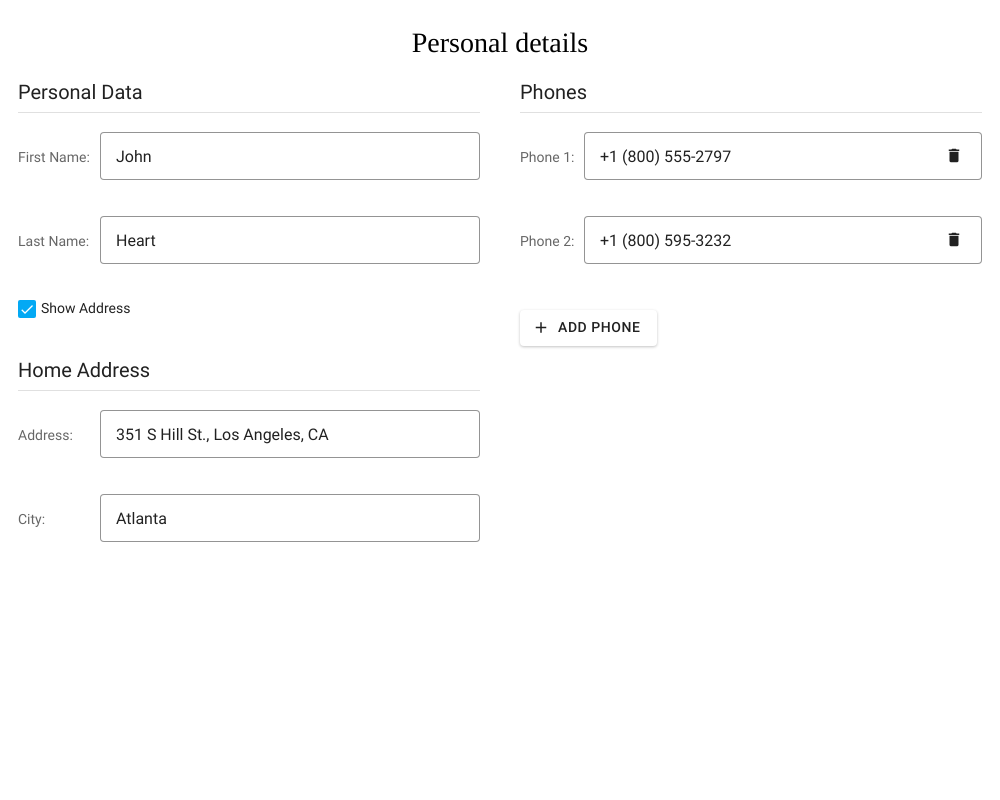 Personal details
Personal Data
First Name: John
Last Name: Heart
Show Address
Home Address
Address: 351 S Hill St., Los Angeles, CA
City: Atlanta
Phones
Phone 1: +1 (800) 555-2797
Phone 2: +1 (800) 595-3232
ADD PHONE